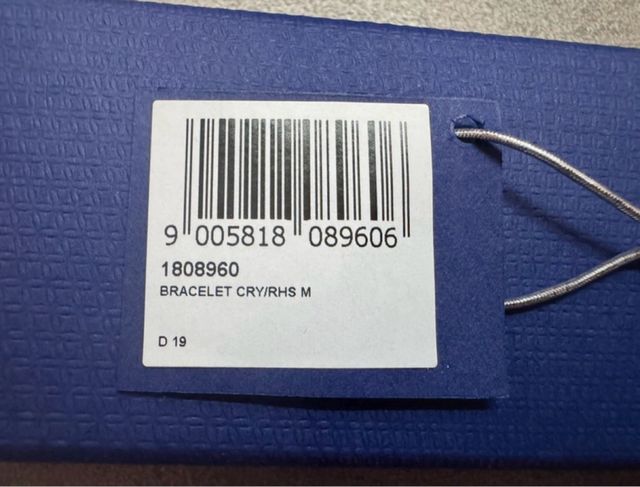 9 005818 089606
1808960
BRACELET CRY/RHS M
D 19